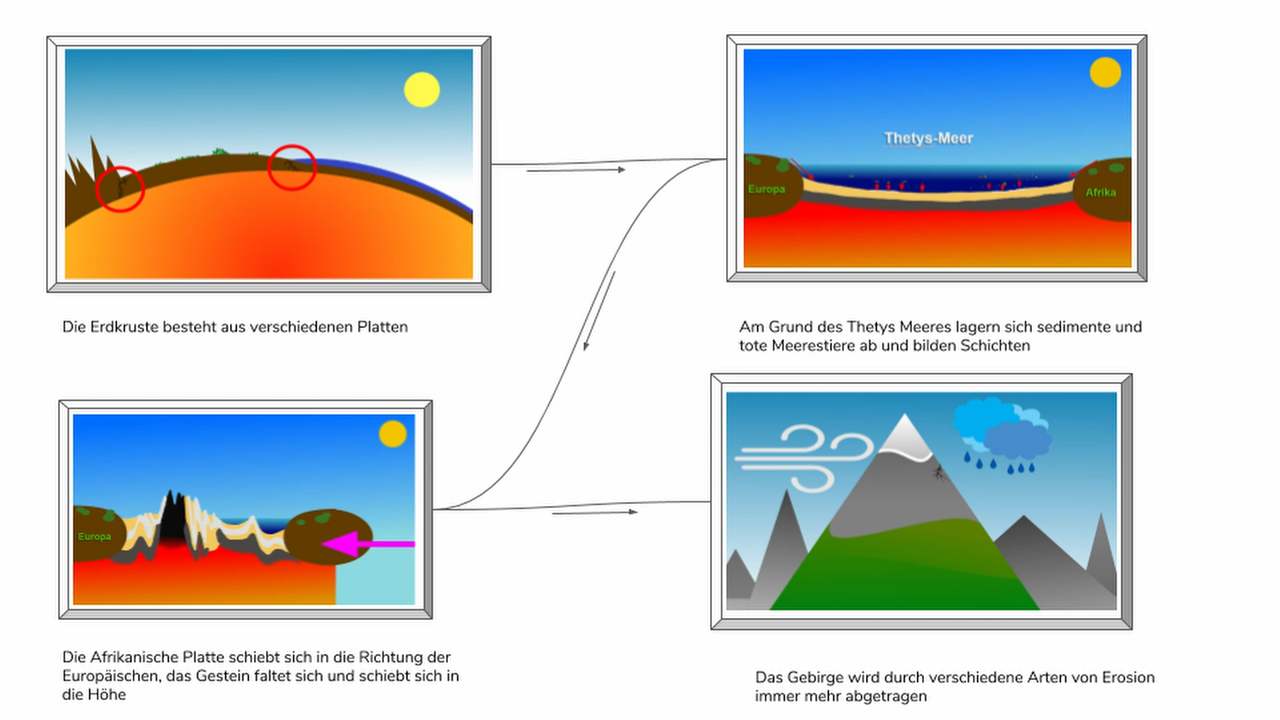 Die Erdkruste besteht aus verschiedenen Platten
Thetys-Meer
Europa
Afrika
Am Grund des Thetys Meeres lagern sich sedimente und
tote Meerestiere ab und bilden Schichten
Europa
Die Afrikanische Platte schiebt sich in die Richtung der
Europäischen, das Gestein faltet sich und schiebt sich in
die Höhe
Das Gebirge wird durch verschiedene Arten von Erosion
immer mehr abgetragen